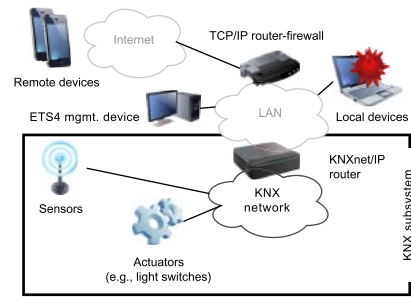 Internet
TCP/IP router-firewall
Remote devices
ETS4 mgmt. device
LAN
Local devices
KNXnet/IP
router
KNX
network
Sensors
Actuators
(e.g., light switches)
KNX subsystem